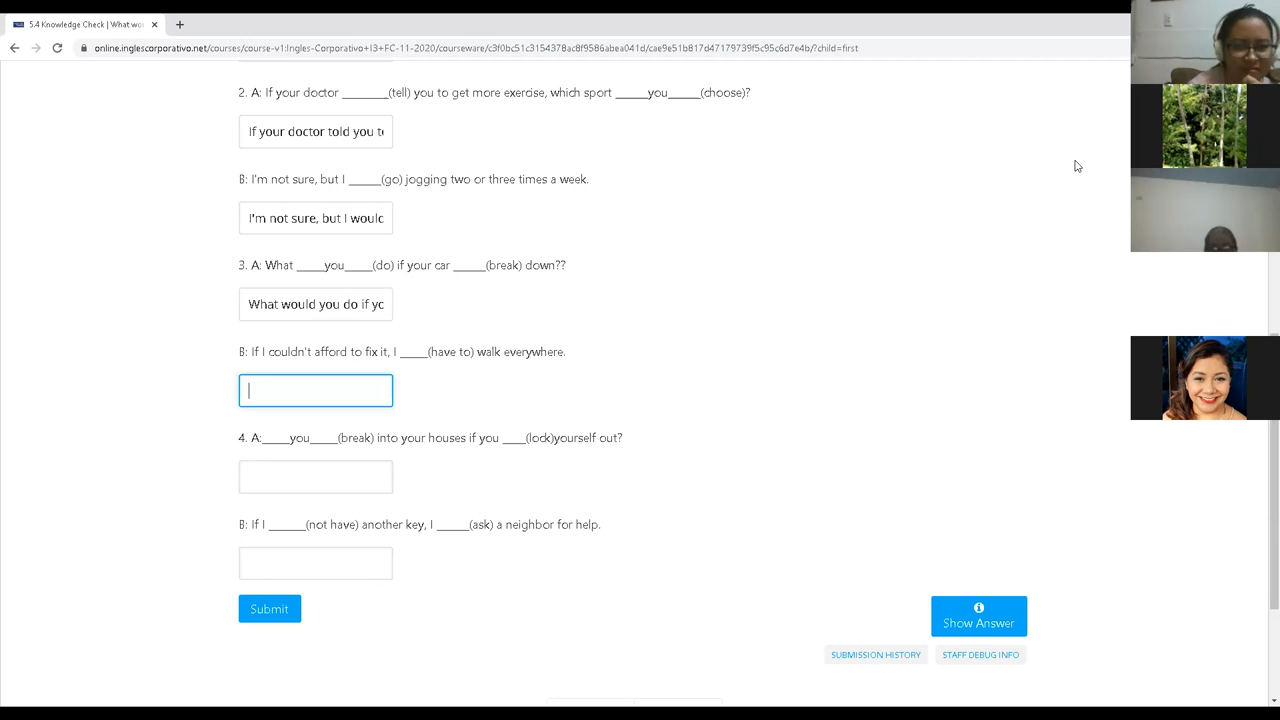 5.4 Knowledge Check | What wo
online.inglescorporativo.net/courses/course-v1:Ingles-Corporativo+I3+FC-11-2020/courseware/c3f0bc51c3154378ac8f9586abea041d/cae9e51b817d47179739f5c95c6d7e4b/?child=first
2. A: If your doctor ________(tell) you to get more exercise, which sport ______you______(choose)?
If your doctor told you to
B: I'm not sure, but I ______(go) jogging two or three times a week.
I'm not sure, but I would
3. A: What _____you_____(do) if your car ______(break) down??
What would you do if yo
B: If I couldn't afford to fix it, I _____(have to) walk everywhere.
4. A:_____you_____(break) into your houses if you ____(lock)yourself out?
B: If I _______(not have) another key, I _____(ask) a neighbor for help.
Submit
Show Answer
SUBMISSION HISTORY
STAFF DEBUG INFO